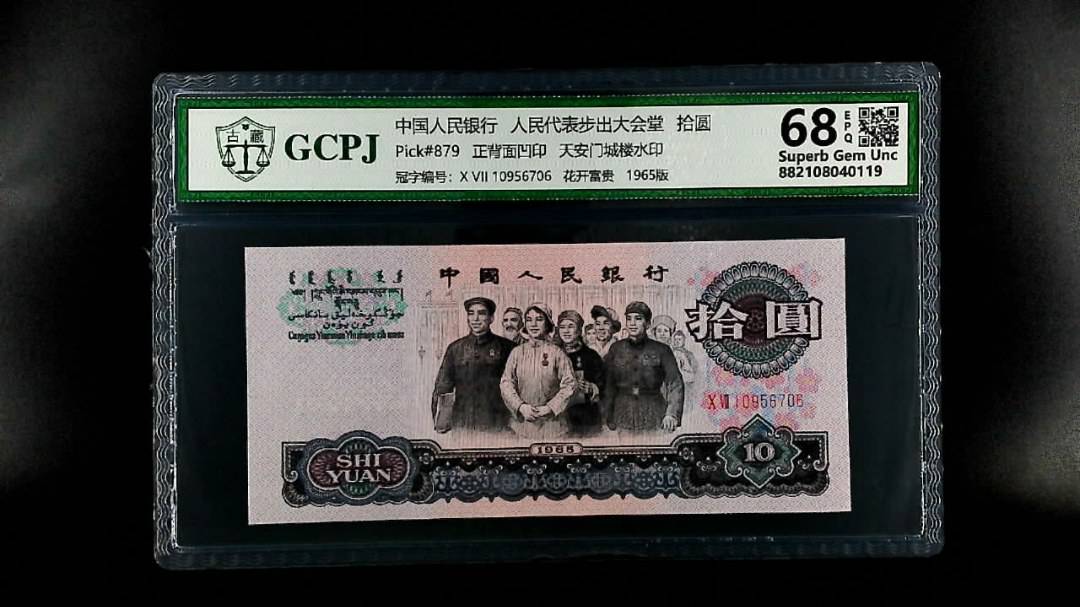 古藏
GCPJ
中国人民银行 人民代表步出大会堂 拾圆
Pick#879 正背面凹印 天安门城楼水印
冠字编号：X VII 10956706 花开富贵 1965版
68 EPQ
Superb Gem Unc
882108040119
中國人民銀行
拾圓
X VII 10956706
1965
SHI
YUAN
10